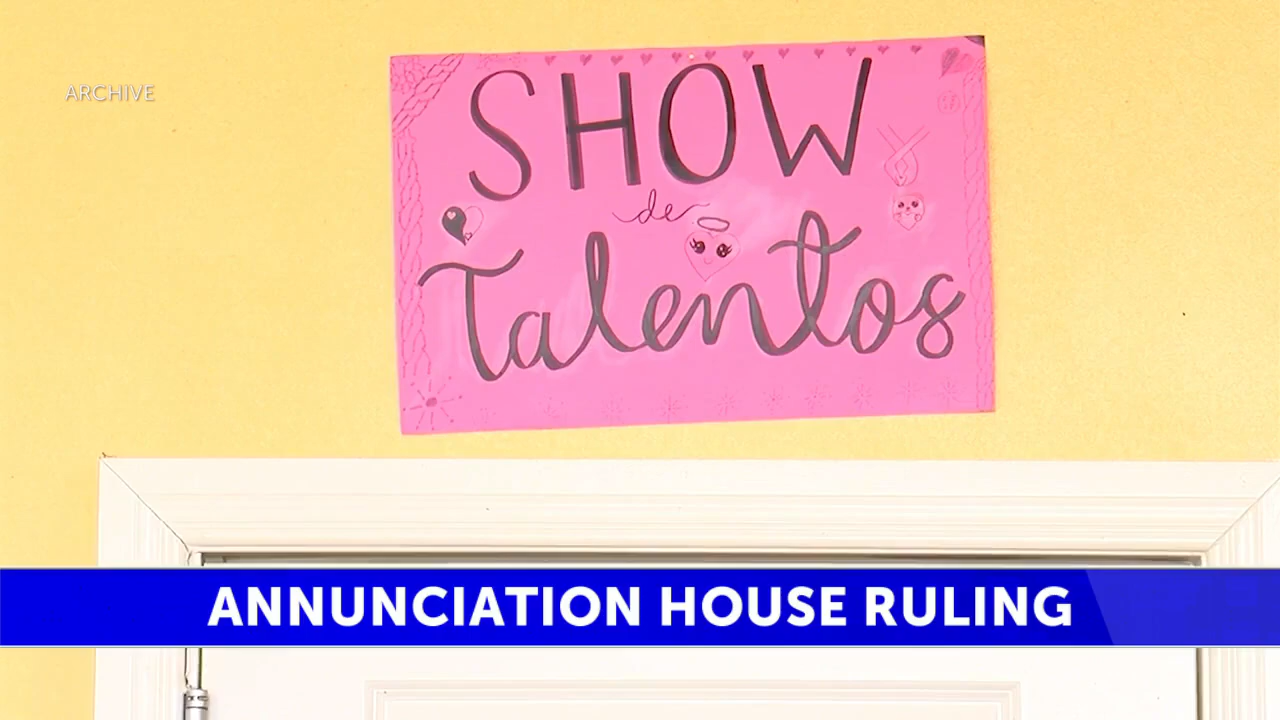 ARCHIVE
SHOW
de
Talentos
ANNUNCIATION HOUSE RULING